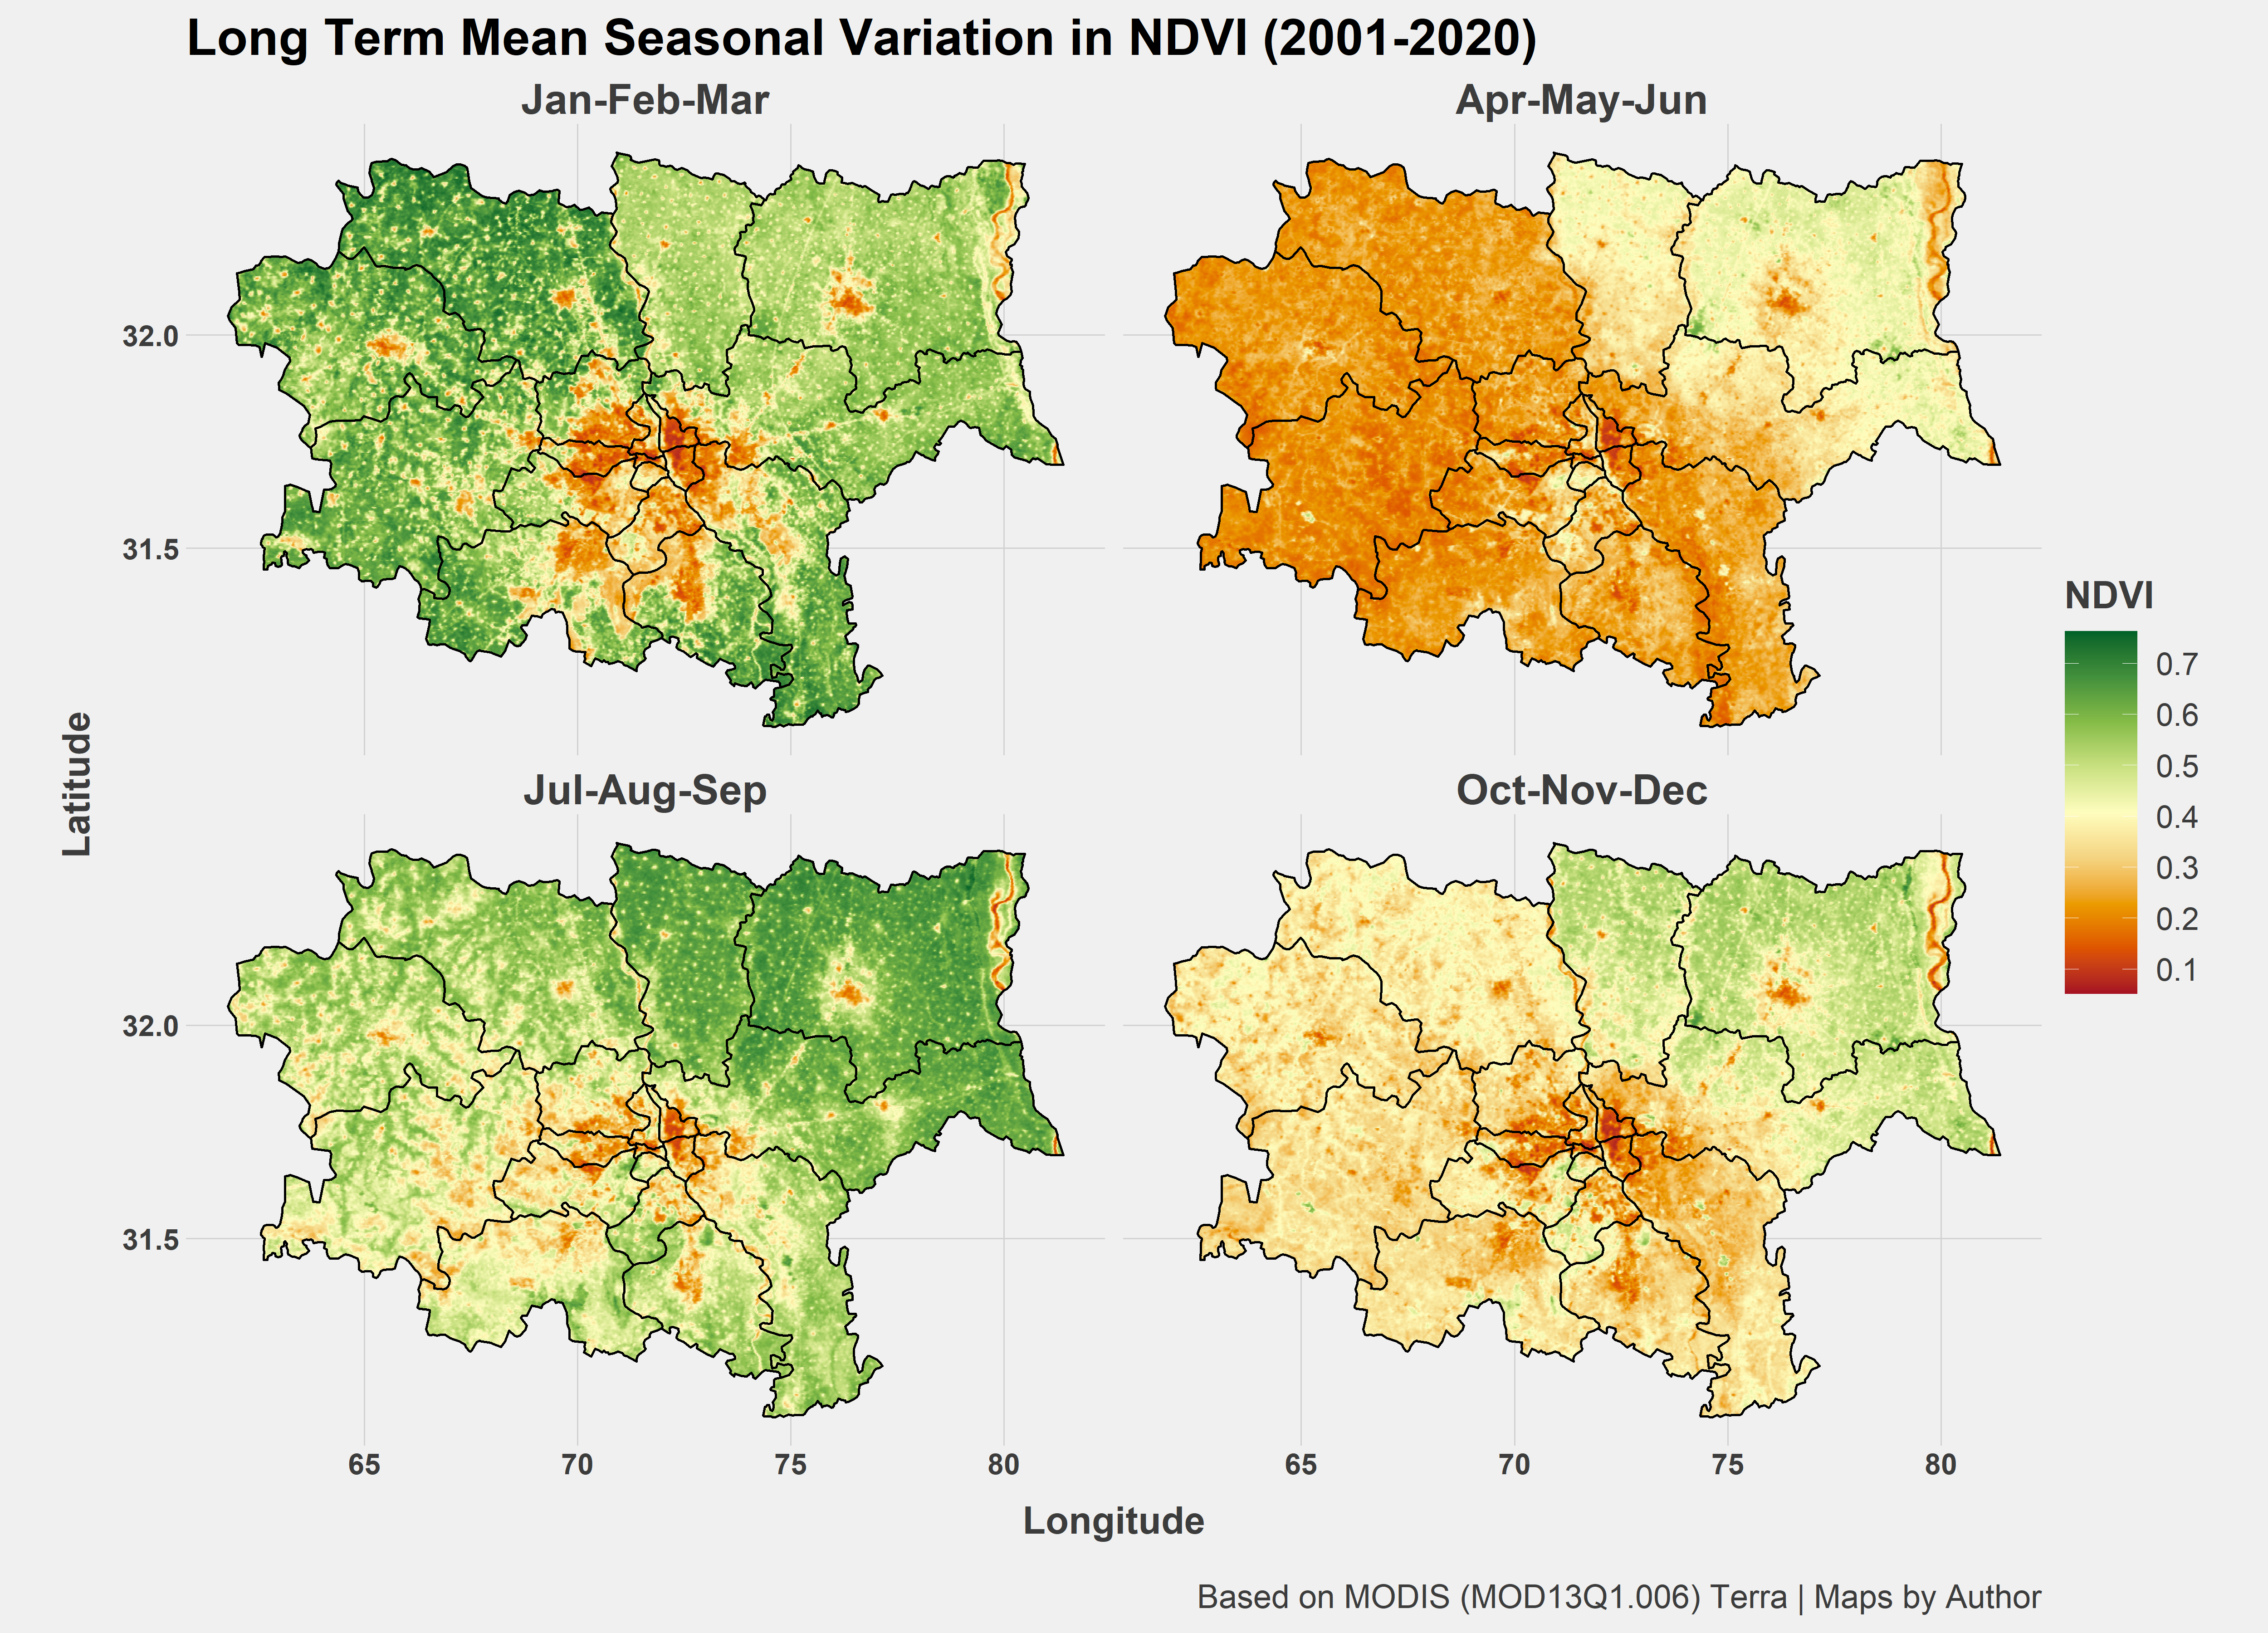 Long Term Mean Seasonal Variation in NDVI (2001-2020)
Jan-Feb-Mar
Apr-May-Jun
32.0
31.5
Latitude
Jul-Aug-Sep
Oct-Nov-Dec
32.0
31.5
65 70 75 80
65 70 75 80
Longitude
NDVI
0.7
0.6
0.5
0.4
0.3
0.2
0.1
Based on MODIS (MOD13Q1.006) Terra | Maps by Author